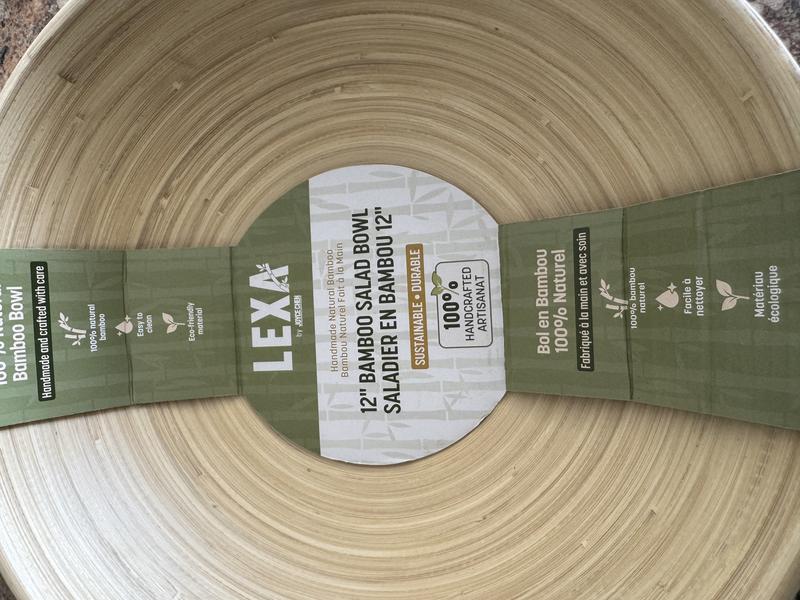 100% Natural
Bamboo Bowl
Handmade and crafted with care
100% natural
bamboo
Easy to
clean
Eco-friendly
material
LEXA
by JOYCE CHEN
Handmade Natural Bamboo
Bambou Naturel Fait à la Main
12" BAMBOO SALAD BOWL
SALADIER EN BAMBOU 12"
SUSTAINABLE • DURABLE
100%
HANDCRAFTED
ARTISANAT
Bol en Bambou
100% Naturel
Fabriqué à la main et avec soin
100% bambou
naturel
Facile à
nettoyer
Matériau
écologique